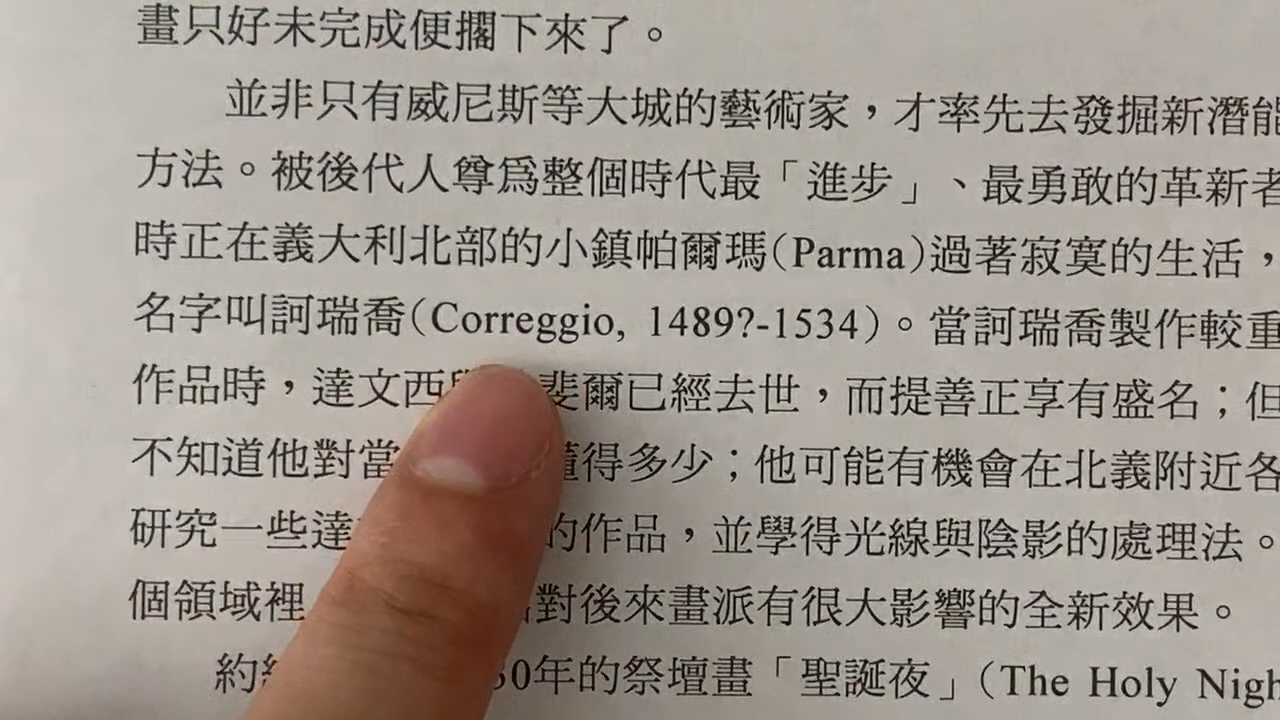 畫只好未完成便擱下來了。
並非只有威尼斯等大城的藝術家，才率先去發掘新潛能
方法。被後代人尊為整個時代最「進步」、最勇敢的革新者
時正在義大利北部的小鎮帕爾瑪（Parma）過著寂寞的生活，
名字叫訶瑞喬（Correggio, 1489?-1534）。當訶瑞喬製作較重
作品時，達文西 斐爾已經去世，而提善正享有盛名；但
不知道他對當 懂得多少；他可能有機會在北義附近各
研究一些達 的作品，並學得光線與陰影的處理法。
個領域裡 對後來畫派有很大影響的全新效果。
約 30年的祭壇畫「聖誕夜」（The Holy Nigh